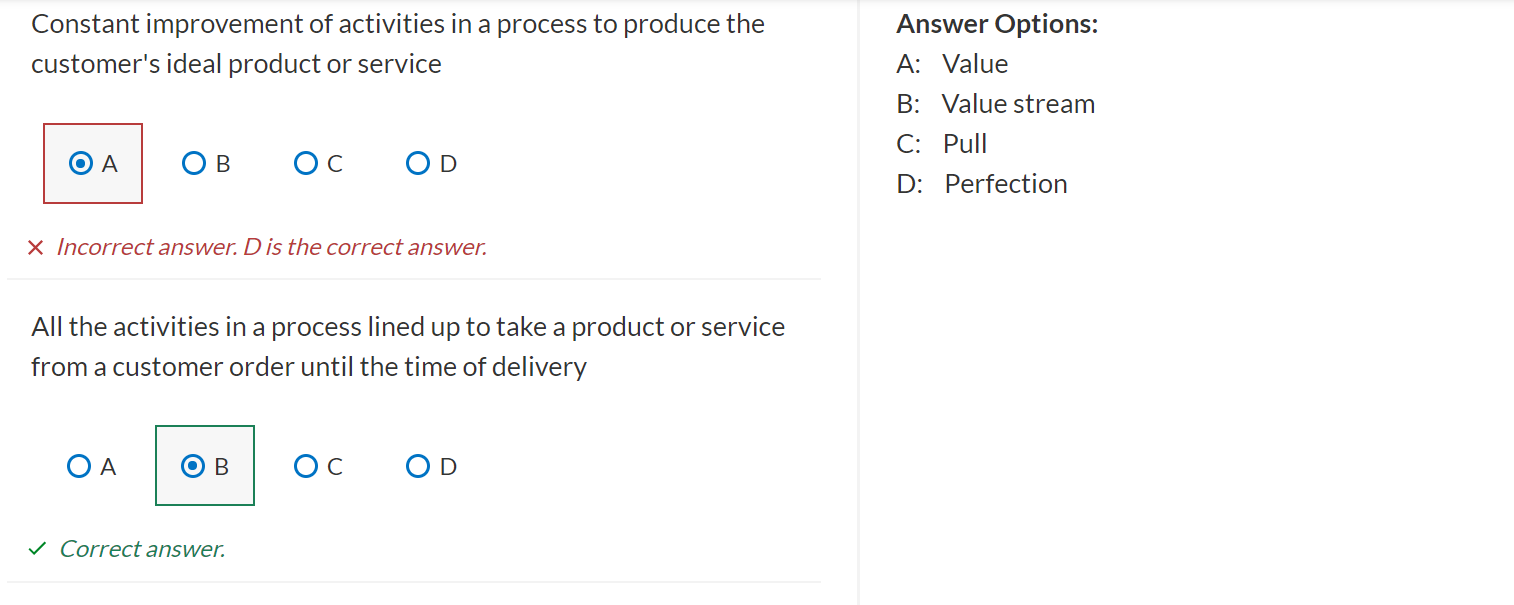 Constant improvement of activities in a process to produce the
customer's ideal product or service
A B C D
Incorrect answer. D is the correct answer.
All the activities in a process lined up to take a product or service
from a customer order until the time of delivery
A B C D
Correct answer.
Answer Options:
A: Value
B: Value stream
C: Pull
D: Perfection